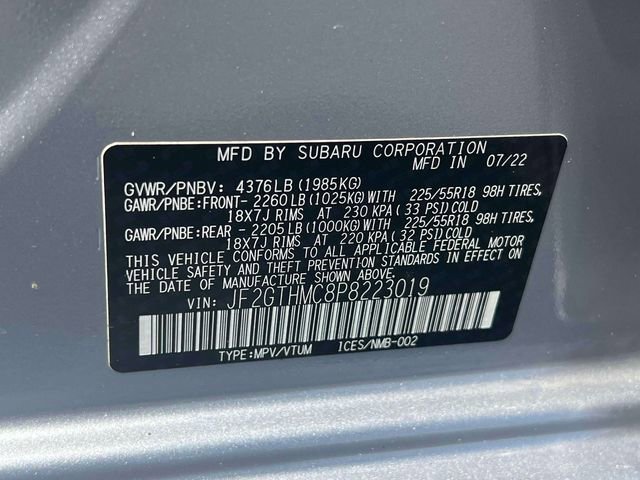 MFD BY SUBARU CORPORATION
MFD IN 07/22
GVWR/PNBV: 4376LB (1985KG)
GAWR/PNBE:FRONT- 2260 LB (1025KG) WITH 225/55R18 98H TIRES,
18X7J RIMS AT 230 KPA (33 PSI) COLD
GAWR/PNBE:REAR - 2205 LB (1000KG) WITH 225/55R18 98H TIRES,
18X7J RIMS AT 220 KPA (32 PSI) COLD
THIS VEHICLE CONFORMS TO ALL APPLICABLE FEDERAL MOTOR
VEHICLE SAFETY AND THEFT PREVENTION STANDARDS IN EFFECT ON
THE DATE OF MANUFACTURE SHOWN ABOVE.
VIN: JF2GTHMC8P8223019
TYPE:MPV/VTUM ICES/NMB-002